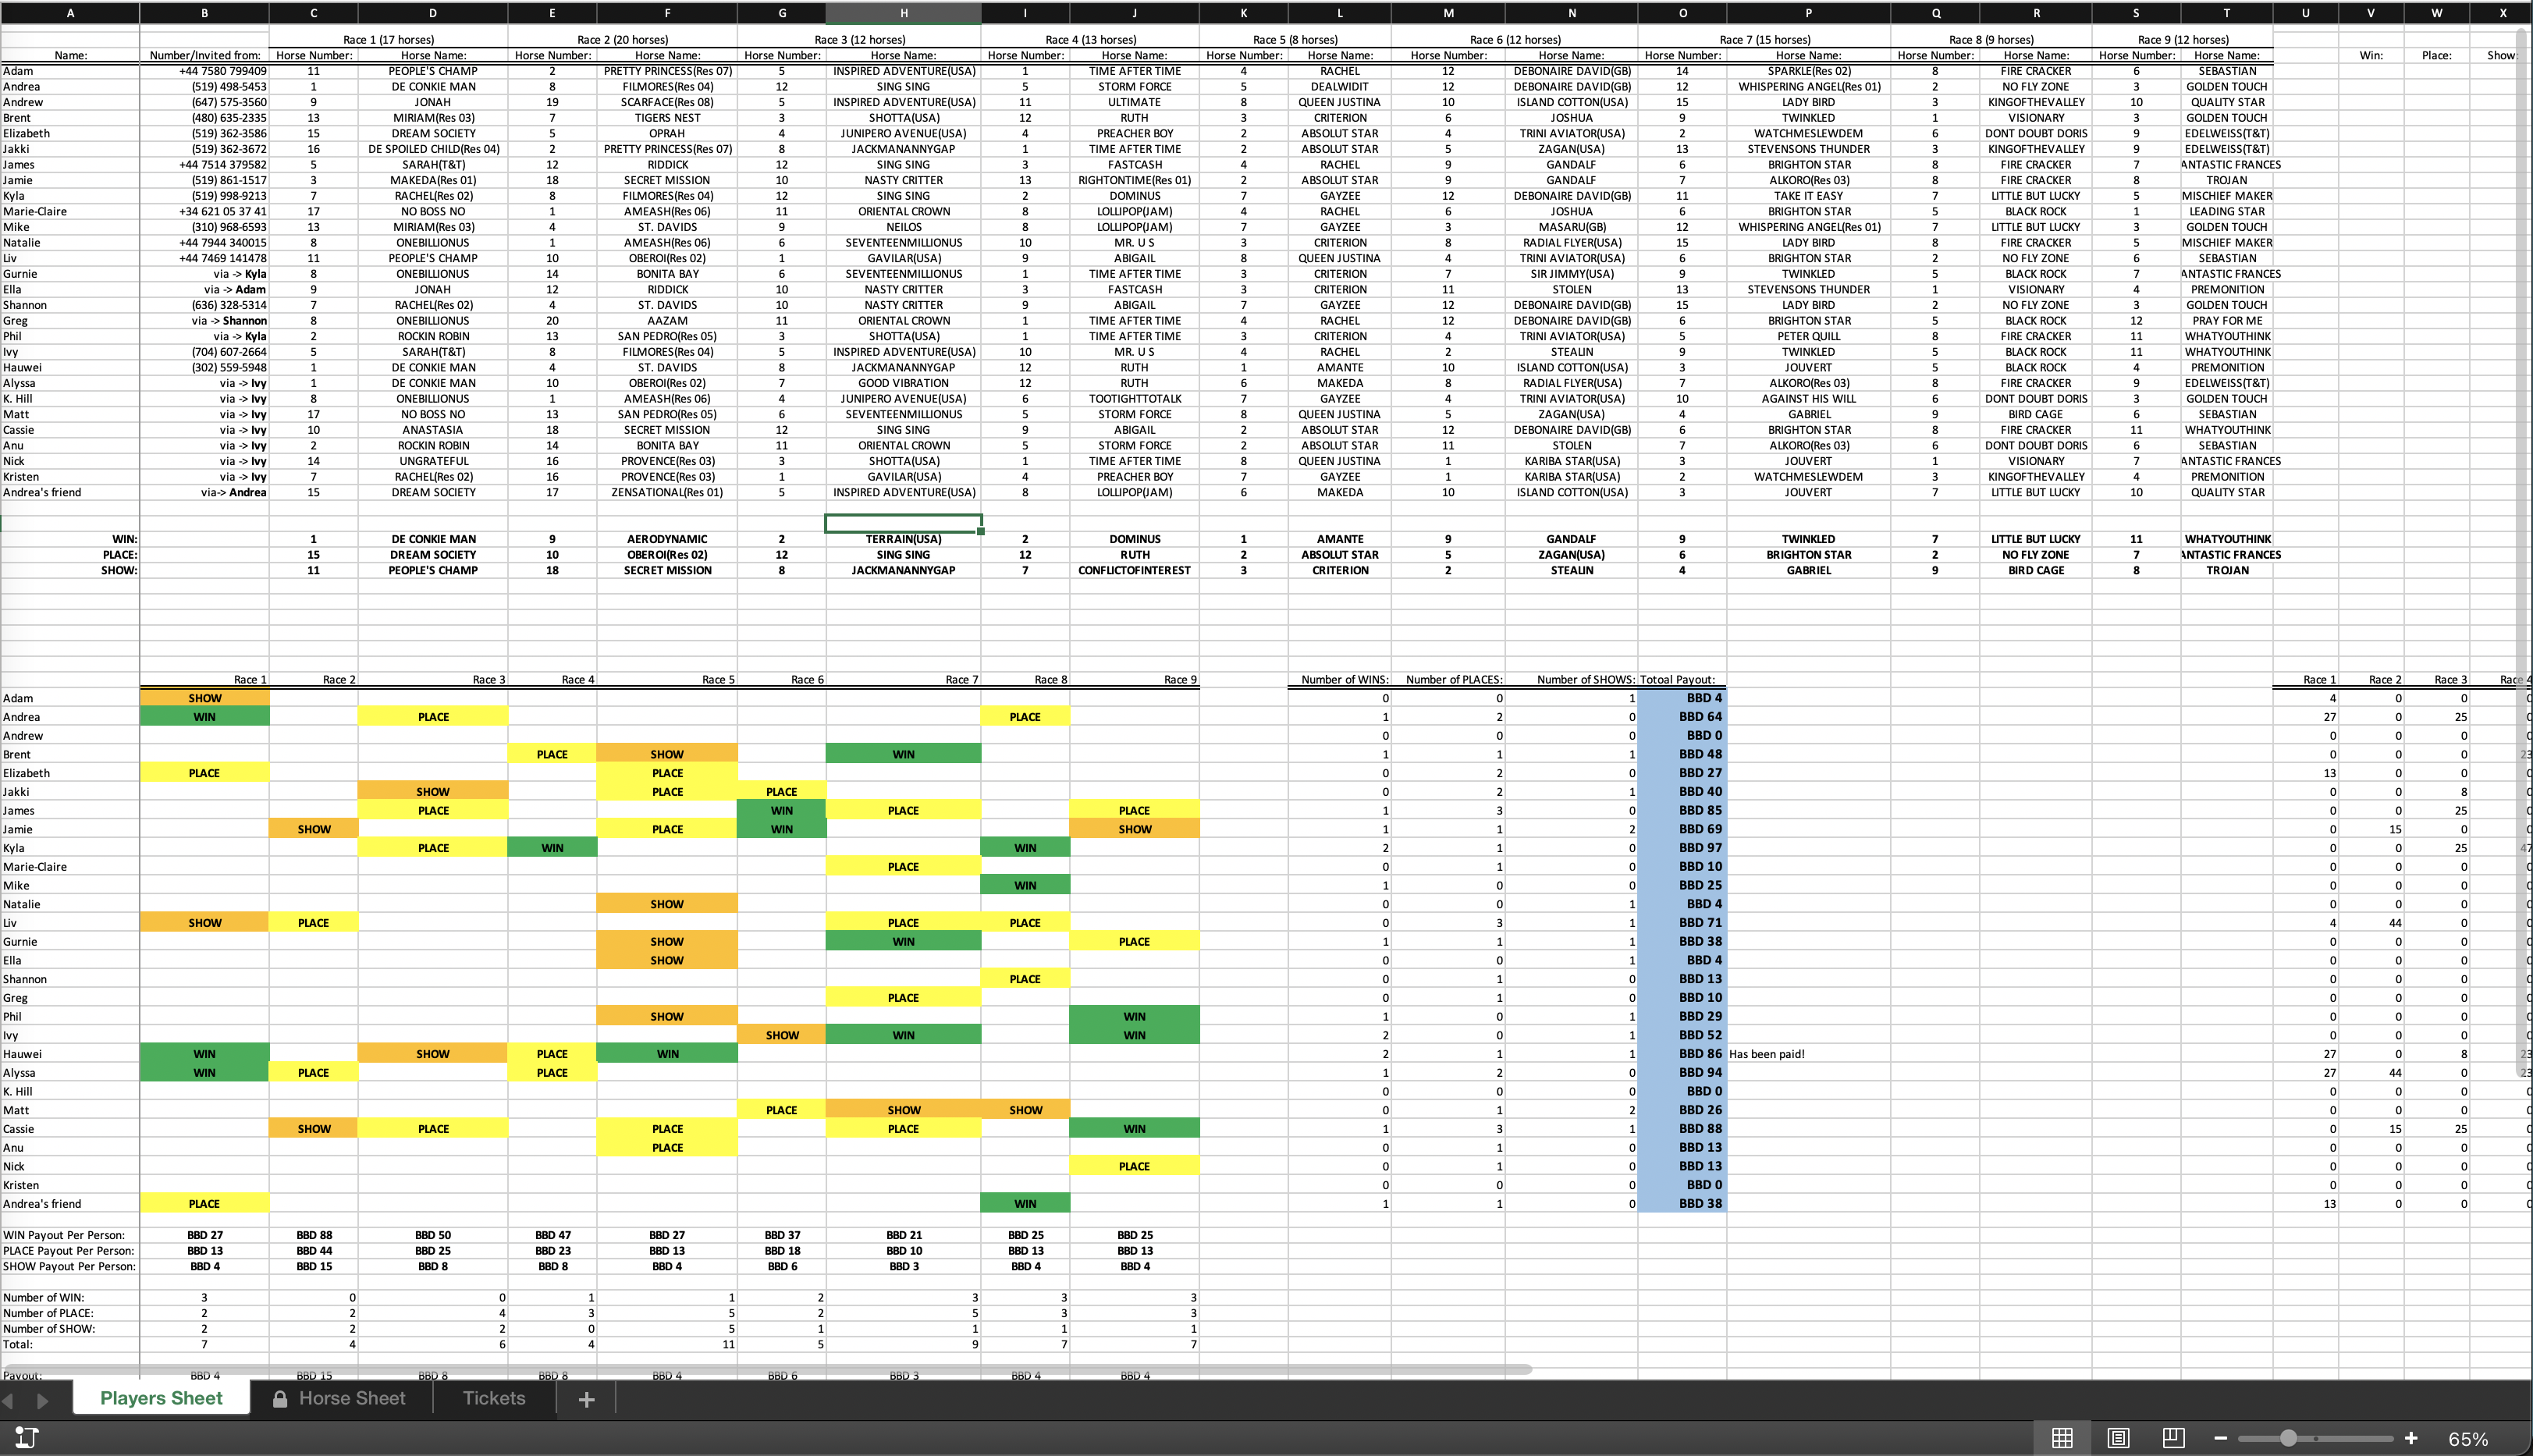 A B C D E F G H I J K L M N O P Q R S T U V W X
Race 1 (17 horses) Race 2 (20 horses) Race 3 (12 horses) Race 4 (13 horses) Race 5 (8 horses) Race 6 (12 horses) Race 7 (15 horses) Race 8 (9 horses) Race 9 (12 horses)
Name: Number/Invited from: Horse Number: Horse Name: Horse Number: Horse Name: Horse Number: Horse Name: Horse Number: Horse Name: Horse Number: Horse Name: Horse Number: Horse Name: Horse Number: Horse Name: Horse Number: Horse Name: Horse Number: Horse Name: Win: Place: Show:
Adam +44 7580 799409 11 PEOPLE'S CHAMP 2 PRETTY PRINCESS(Res 07) 5 INSPIRED ADVENTURE(USA) 1 TIME AFTER TIME 4 RACHEL 12 DEBONAIRE DAVID(GB) 14 SPARKLE(Res 02) 8 FIRE CRACKER 6 SEBASTIAN
Andrea (519) 498-5453 1 DE CONKIE MAN 8 FILMORES(Res 04) 12 SING SING 5 STORM FORCE 5 DEALWIDIT 12 DEBONAIRE DAVID(GB) 12 WHISPERING ANGEL(Res 01) 2 NO FLY ZONE 3 GOLDEN TOUCH
Andrew (647) 575-3560 9 JONAH 19 SCARFACE(Res 08) 5 INSPIRED ADVENTURE(USA) 11 ULTIMATE 8 QUEEN JUSTINA 10 ISLAND COTTON(USA) 15 LADY BIRD 3 KINGOFTHEVALLEY 10 QUALITY STAR
Brent (480) 635-2335 13 MIRIAM(Res 03) 7 TIGERS NEST 3 SHOTTA(USA) 12 RUTH 3 CRITERION 6 JOSHUA 9 TWINKLED 1 VISIONARY 3 GOLDEN TOUCH
Elizabeth (519) 362-3586 15 DREAM SOCIETY 5 OPRAH 4 JUNIPERO AVENUE(USA) 4 PREACHER BOY 2 ABSOLUT STAR 4 TRINI AVIATOR(USA) 2 WATCHMESLEWDEM 6 DONT DOUBT DORIS 9 EDELWEISS(T&T)
Jakki (519) 362-3672 16 DE SPOILED CHILD(Res 04) 2 PRETTY PRINCESS(Res 07) 8 JACKMANANNYGAP 1 TIME AFTER TIME 2 ABSOLUT STAR 5 ZAGAN(USA) 13 STEVENSONS THUNDER 3 KINGOFTHEVALLEY 9 EDELWEISS(T&T)
James +44 7514 379582 5 SARAH(T&T) 12 RIDDICK 12 SING SING 3 FASTCASH 4 RACHEL 9 GANDALF 6 BRIGHTON STAR 8 FIRE CRACKER 7 ANTASTIC FRANCES
Jamie (519) 861-1517 3 MAKEDA(Res 01) 18 SECRET MISSION 10 NASTY CRITTER 13 RIGHTONTIME(Res 01) 2 ABSOLUT STAR 9 GANDALF 7 ALKORO(Res 03) 8 FIRE CRACKER 8 TROJAN
Kyla (519) 998-9213 7 RACHEL(Res 02) 8 FILMORES(Res 04) 12 SING SING 2 DOMINUS 7 GAYZEE 12 DEBONAIRE DAVID(GB) 11 TAKE IT EASY 7 LITTLE BUT LUCKY 5 MISCHIEF MAKER
Marie-Claire +34 621 05 37 41 17 NO BOSS NO 1 AMEASH(Res 06) 11 ORIENTAL CROWN 8 LOLLIPOP(JAM) 4 RACHEL 6 JOSHUA 6 BRIGHTON STAR 5 BLACK ROCK 1 LEADING STAR
Mike (310) 968-6593 13 MIRIAM(Res 03) 4 ST. DAVIDS 9 NEILOS 8 LOLLIPOP(JAM) 7 GAYZEE 3 MASARU(GB) 12 WHISPERING ANGEL(Res 01) 7 LITTLE BUT LUCKY 3 GOLDEN TOUCH
Natalie +44 7944 340015 8 ONEBILLIONUS 1 AMEASH(Res 06) 6 SEVENTEENMILLIONUS 10 MR. U S 3 CRITERION 8 RADIAL FLYER(USA) 15 LADY BIRD 8 FIRE CRACKER 5 MISCHIEF MAKER
Liv +44 7469 141478 11 PEOPLE'S CHAMP 10 OBEROI(Res 02) 1 GAVILAR(USA) 9 ABIGAIL 8 QUEEN JUSTINA 4 TRINI AVIATOR(USA) 6 BRIGHTON STAR 2 NO FLY ZONE 6 SEBASTIAN
Gurnie via -> Kyla 8 ONEBILLIONUS 14 BONITA BAY 6 SEVENTEENMILLIONUS 1 TIME AFTER TIME 3 CRITERION 7 SIR JIMMY(USA) 9 TWINKLED 5 BLACK ROCK 7 ANTASTIC FRANCES
Ella via -> Adam 9 JONAH 12 RIDDICK 10 NASTY CRITTER 3 FASTCASH 3 CRITERION 11 STOLEN 13 STEVENSONS THUNDER 1 VISIONARY 4 PREMONITION
Shannon (636) 328-5314 7 RACHEL(Res 02) 4 ST. DAVIDS 10 NASTY CRITTER 9 ABIGAIL 7 GAYZEE 12 DEBONAIRE DAVID(GB) 15 LADY BIRD 2 NO FLY ZONE 3 GOLDEN TOUCH
Greg via -> Shannon 8 ONEBILLIONUS 20 AAZAM 11 ORIENTAL CROWN 1 TIME AFTER TIME 4 RACHEL 12 DEBONAIRE DAVID(GB) 6 BRIGHTON STAR 5 BLACK ROCK 12 PRAY FOR ME
Phil via -> Kyla 2 ROCKIN ROBIN 13 SAN PEDRO(Res 05) 3 SHOTTA(USA) 1 TIME AFTER TIME 3 CRITERION 4 TRINI AVIATOR(USA) 5 PETER QUILL 8 FIRE CRACKER 11 WHATYOUTHINK
Ivy (704) 607-2664 5 SARAH(T&T) 8 FILMORES(Res 04) 5 INSPIRED ADVENTURE(USA) 10 MR. U S 4 RACHEL 2 STEALIN 9 TWINKLED 5 BLACK ROCK 11 WHATYOUTHINK
Hauwei (302) 559-5948 1 DE CONKIE MAN 4 ST. DAVIDS 8 JACKMANANNYGAP 12 RUTH 1 AMANTE 10 ISLAND COTTON(USA) 3 JOUVERT 5 BLACK ROCK 4 PREMONITION
Alyssa via -> Ivy 1 DE CONKIE MAN 10 OBEROI(Res 02) 7 GOOD VIBRATION 12 RUTH 6 MAKEDA 8 RADIAL FLYER(USA) 7 ALKORO(Res 03) 8 FIRE CRACKER 9 EDELWEISS(T&T)
K. Hill via -> Ivy 8 ONEBILLIONUS 1 AMEASH(Res 06) 4 JUNIPERO AVENUE(USA) 6 TOOTIGHTTOTALK 7 GAYZEE 4 TRINI AVIATOR(USA) 10 AGAINST HIS WILL 6 DONT DOUBT DORIS 3 GOLDEN TOUCH
Matt via -> Ivy 17 NO BOSS NO 13 SAN PEDRO(Res 05) 6 SEVENTEENMILLIONUS 5 STORM FORCE 8 QUEEN JUSTINA 5 ZAGAN(USA) 4 GABRIEL 9 BIRD CAGE 6 SEBASTIAN
Cassie via -> Ivy 10 ANASTASIA 18 SECRET MISSION 12 SING SING 9 ABIGAIL 2 ABSOLUT STAR 12 DEBONAIRE DAVID(GB) 6 BRIGHTON STAR 8 FIRE CRACKER 11 WHATYOUTHINK
Anu via -> Ivy 2 ROCKIN ROBIN 14 BONITA BAY 11 ORIENTAL CROWN 5 STORM FORCE 2 ABSOLUT STAR 11 STOLEN 7 ALKORO(Res 03) 6 DONT DOUBT DORIS 6 SEBASTIAN
Nick via -> Ivy 14 UNGRATEFUL 16 PROVENCE(Res 03) 3 SHOTTA(USA) 1 TIME AFTER TIME 8 QUEEN JUSTINA 1 KARIBA STAR(USA) 3 JOUVERT 1 VISIONARY 7 ANTASTIC FRANCES
Kristen via -> Ivy 7 RACHEL(Res 02) 16 PROVENCE(Res 03) 1 GAVILAR(USA) 4 PREACHER BOY 7 GAYZEE 1 KARIBA STAR(USA) 2 WATCHMESLEWDEM 3 KINGOFTHEVALLEY 4 PREMONITION
Andrea's friend via-> Andrea 15 DREAM SOCIETY 17 ZENSATIONAL(Res 01) 5 INSPIRED ADVENTURE(USA) 8 LOLLIPOP(JAM) 6 MAKEDA 10 ISLAND COTTON(USA) 3 JOUVERT 7 LITTLE BUT LUCKY 10 QUALITY STAR
WIN: 1 DE CONKIE MAN 9 AERODYNAMIC 2 TERRAIN(USA) 2 DOMINUS 1 AMANTE 9 GANDALF 9 TWINKLED 7 LITTLE BUT LUCKY 11 WHATYOUTHINK
PLACE: 15 DREAM SOCIETY 10 OBEROI(Res 02) 12 SING SING 12 RUTH 2 ABSOLUT STAR 5 ZAGAN(USA) 6 BRIGHTON STAR 2 NO FLY ZONE 7 ANTASTIC FRANCES
SHOW: 11 PEOPLE'S CHAMP 18 SECRET MISSION 8 JACKMANANNYGAP 7 CONFLICTOFINTEREST 3 CRITERION 2 STEALIN 4 GABRIEL 9 BIRD CAGE 8 TROJAN
Race 1 Race 2 Race 3 Race 4 Race 5 Race 6 Race 7 Race 8 Race 9 Number of WINS: Number of PLACES: Number of SHOWS: Totoal Payout: Race 1 Race 2 Race 3 Race 4
Adam SHOW 0 0 1 BBD 4 4 0 0 0
Andrea WIN PLACE PLACE 1 2 0 BBD 64 27 0 25 0
Andrew 0 0 0 BBD 0 0 0 0 0
Brent PLACE SHOW WIN 1 1 1 BBD 48 0 0 0 23
Elizabeth PLACE PLACE 0 2 0 BBD 27 13 0 0 0
Jakki SHOW PLACE PLACE 0 2 1 BBD 40 0 0 8 0
James PLACE WIN PLACE PLACE 1 3 0 BBD 85 0 0 25 0
Jamie SHOW PLACE WIN SHOW 1 1 2 BBD 69 0 15 0 0
Kyla PLACE WIN WIN 2 1 0 BBD 97 0 0 25 47
Marie-Claire PLACE 0 1 0 BBD 10 0 0 0 0
Mike WIN 1 0 0 BBD 25 0 0 0 0
Natalie SHOW 0 0 1 BBD 4 0 0 0 0
Liv SHOW PLACE PLACE PLACE 0 3 1 BBD 71 4 44 0 0
Gurnie SHOW WIN PLACE 1 1 1 BBD 38 0 0 0 0
Ella SHOW 0 0 1 BBD 4 0 0 0 0
Shannon PLACE 0 1 0 BBD 13 0 0 0 0
Greg PLACE 0 1 0 BBD 10 0 0 0 0
Phil SHOW WIN 1 0 1 BBD 29 0 0 0 0
Ivy SHOW WIN WIN 2 0 1 BBD 52 0 0 0 0
Hauwei WIN SHOW PLACE WIN 2 1 1 BBD 86 Has been paid! 27 0 8 23
Alyssa WIN PLACE PLACE 1 2 0 BBD 94 27 44 0 23
K. Hill 0 0 0 BBD 0 0 0 0 0
Matt PLACE SHOW SHOW 0 1 2 BBD 26 0 0 0 0
Cassie SHOW PLACE PLACE PLACE WIN 1 3 1 BBD 88 0 15 25 0
Anu PLACE 0 1 0 BBD 13 0 0 0 0
Nick PLACE 0 1 0 BBD 13 0 0 0 0
Kristen 0 0 0 BBD 0 0 0 0 0
Andrea's friend PLACE WIN 1 1 0 BBD 38 13 0 0 0
WIN Payout Per Person: BBD 27 BBD 88 BBD 50 BBD 47 BBD 27 BBD 37 BBD 21 BBD 25 BBD 25
PLACE Payout Per Person: BBD 13 BBD 44 BBD 25 BBD 23 BBD 13 BBD 18 BBD 10 BBD 13 BBD 13
SHOW Payout Per Person: BBD 4 BBD 15 BBD 8 BBD 8 BBD 4 BBD 6 BBD 3 BBD 4 BBD 4
Number of WIN: 3 0 0 1 1 2 3 3 3
Number of PLACE: 2 2 4 3 5 2 5 3 3
Number of SHOW: 2 2 2 0 5 1 1 1 1
Total: 7 4 6 4 11 5 9 7 7
Payout: BBD 4 BBD 15 BBD 8 BBD 8 BBD 4 BBD 6 BBD 3 BBD 4 BBD 4
Players Sheet Horse Sheet Tickets +
65%